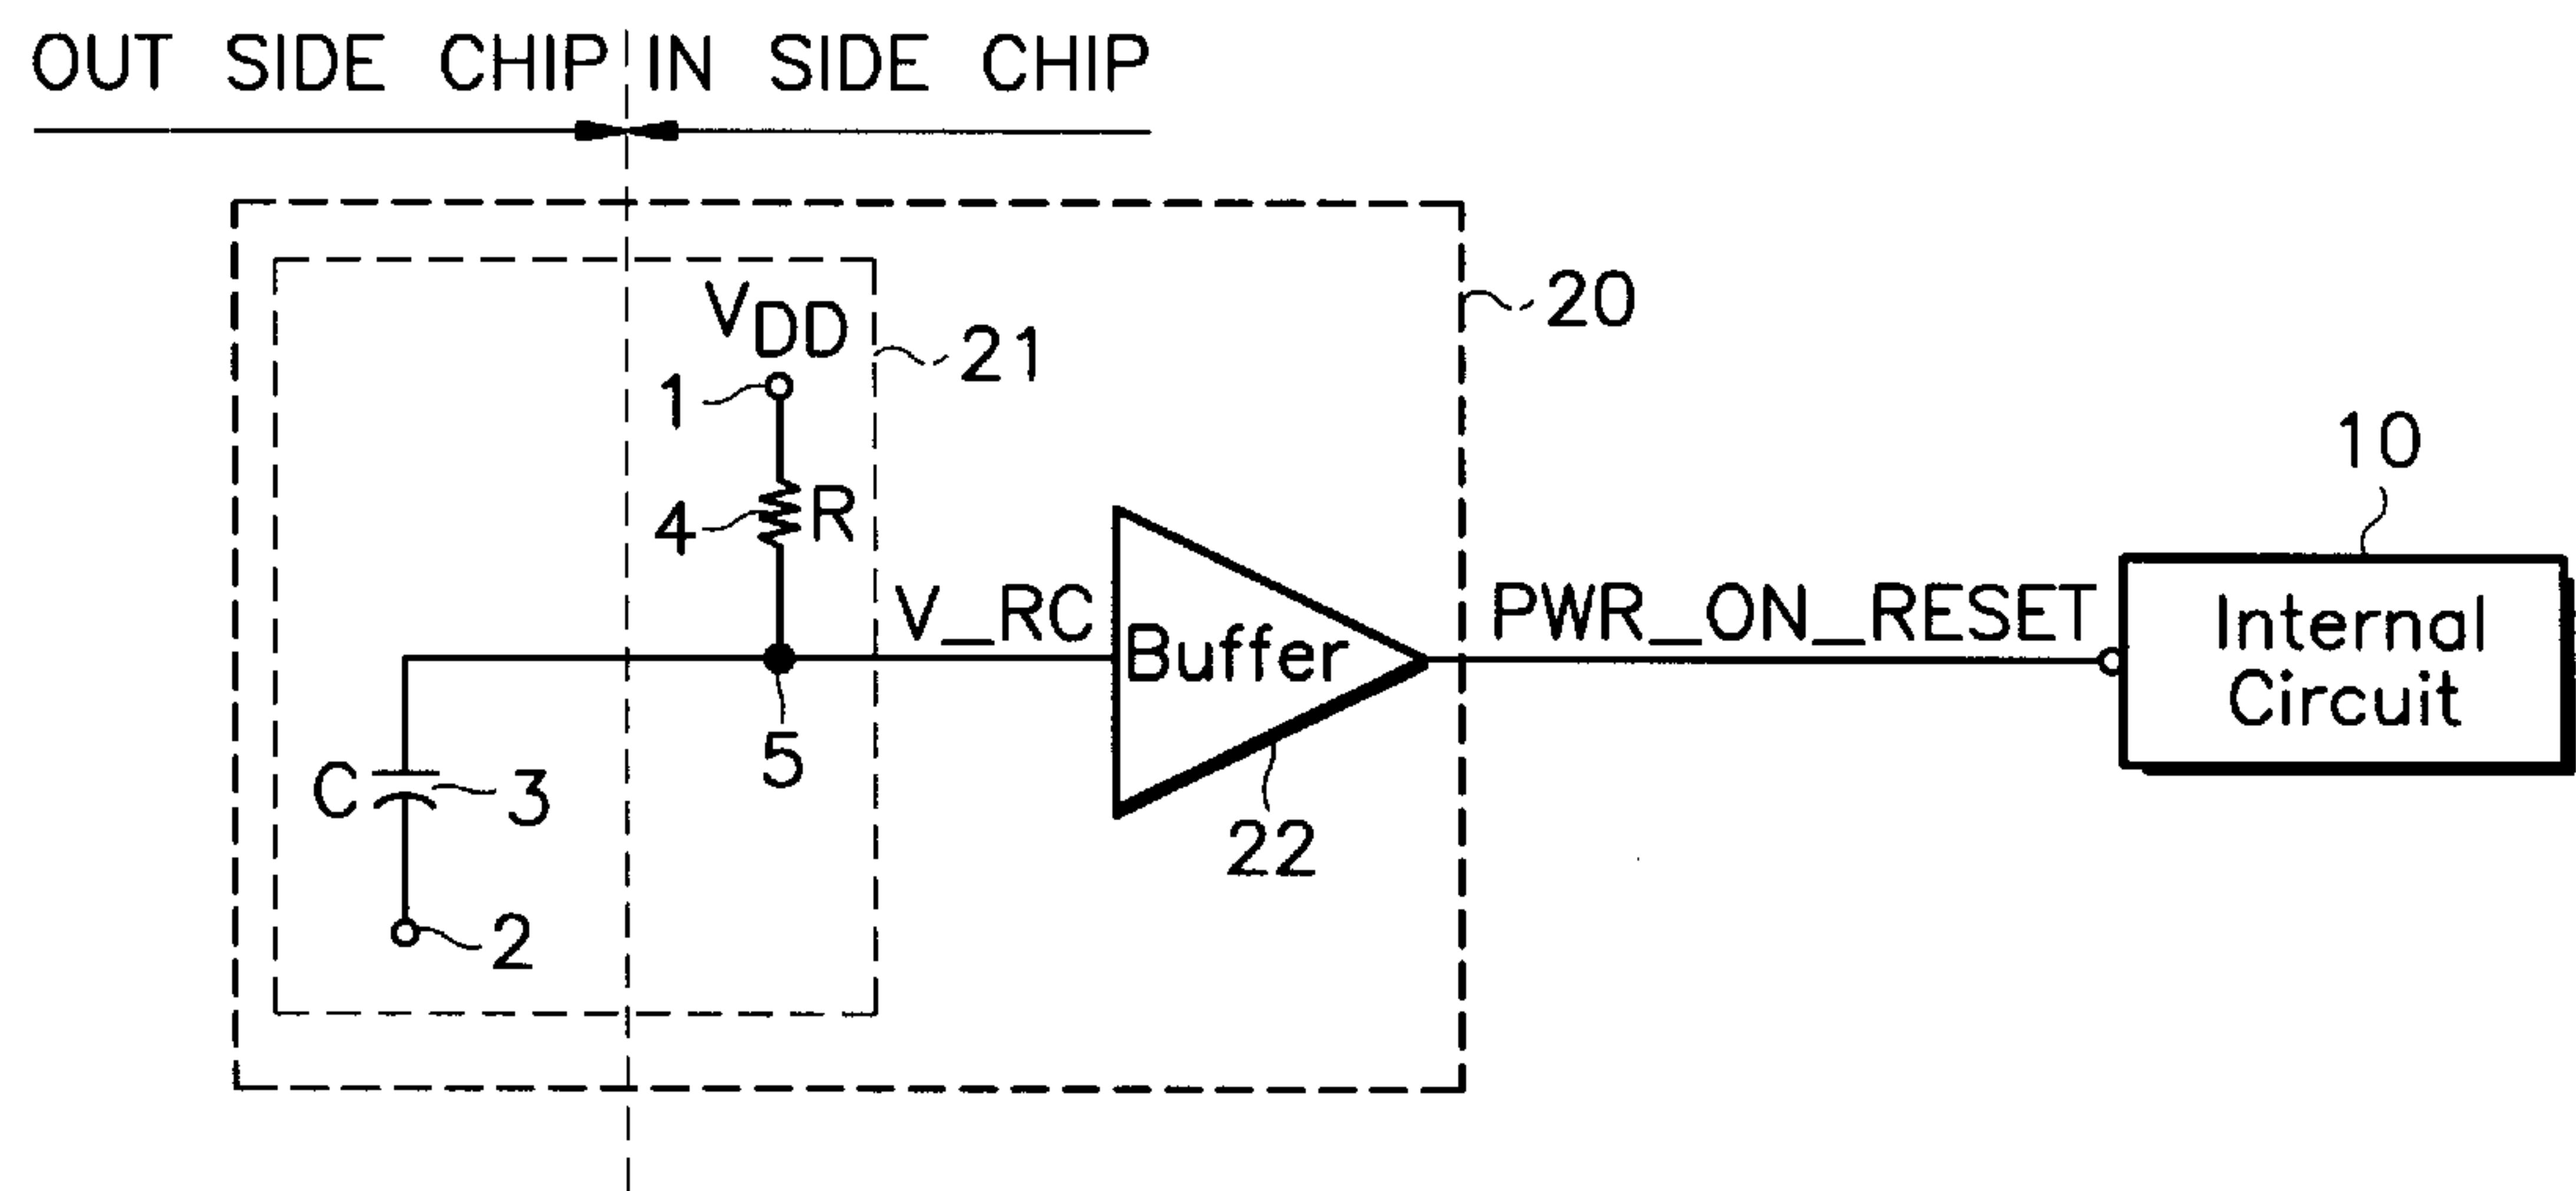 OUT SIDE CHIP IN SIDE CHIP
VDD
1
21
20
4
R
10
V_RC
Buffer
PWR_ON_RESET
Internal
Circuit
5
C
3
22
2